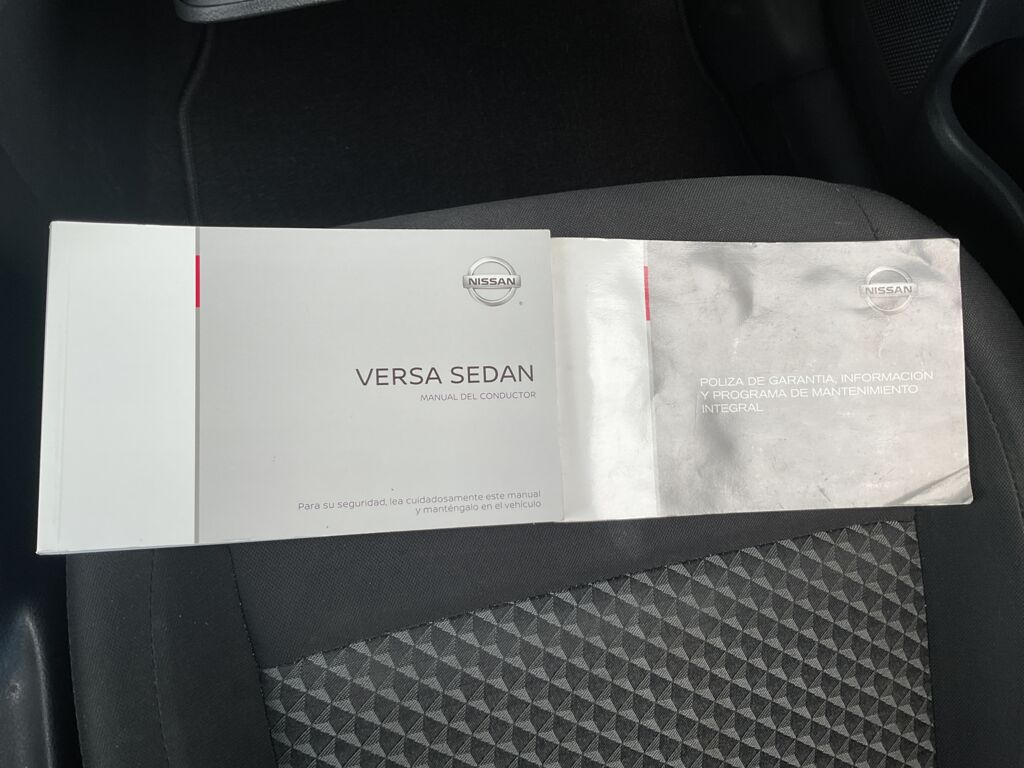 NISSAN
VERSA SEDAN
MANUAL DEL CONDUCTOR
Para su seguridad, lea cuidadosamente este manual
y manténgalo en el vehículo
NISSAN
POLIZA DE GARANTIA, INFORMACION
Y PROGRAMA DE MANTENIMIENTO
INTEGRAL